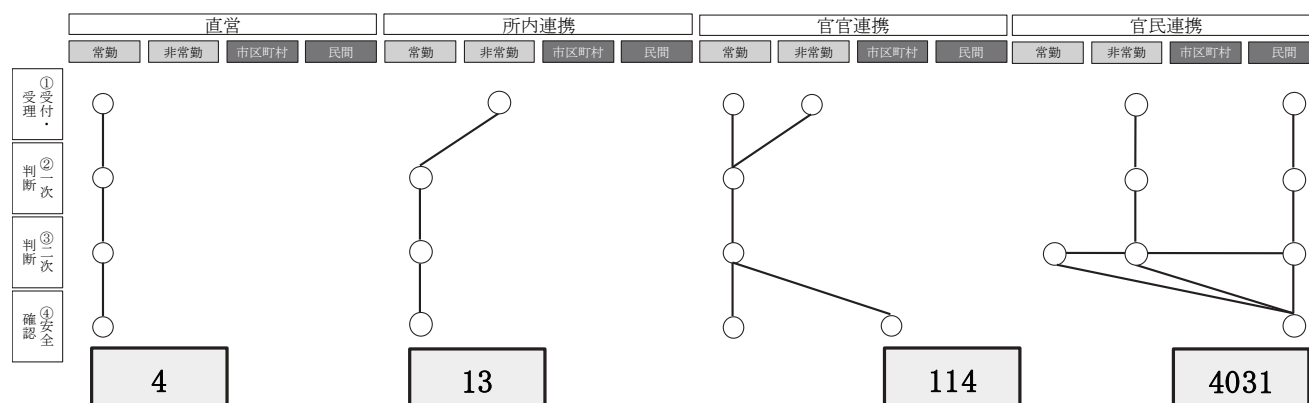 直営 所内連携 官官連携 官民連携
常勤 非常勤 市区町村 民間 常勤 非常勤 市区町村 民間 常勤 非常勤 市区町村 民間 常勤 非常勤 市区町村 民間
①受付・
受理
②一次
判断
③二次
判断
④安全
確認
4 13 114 4031